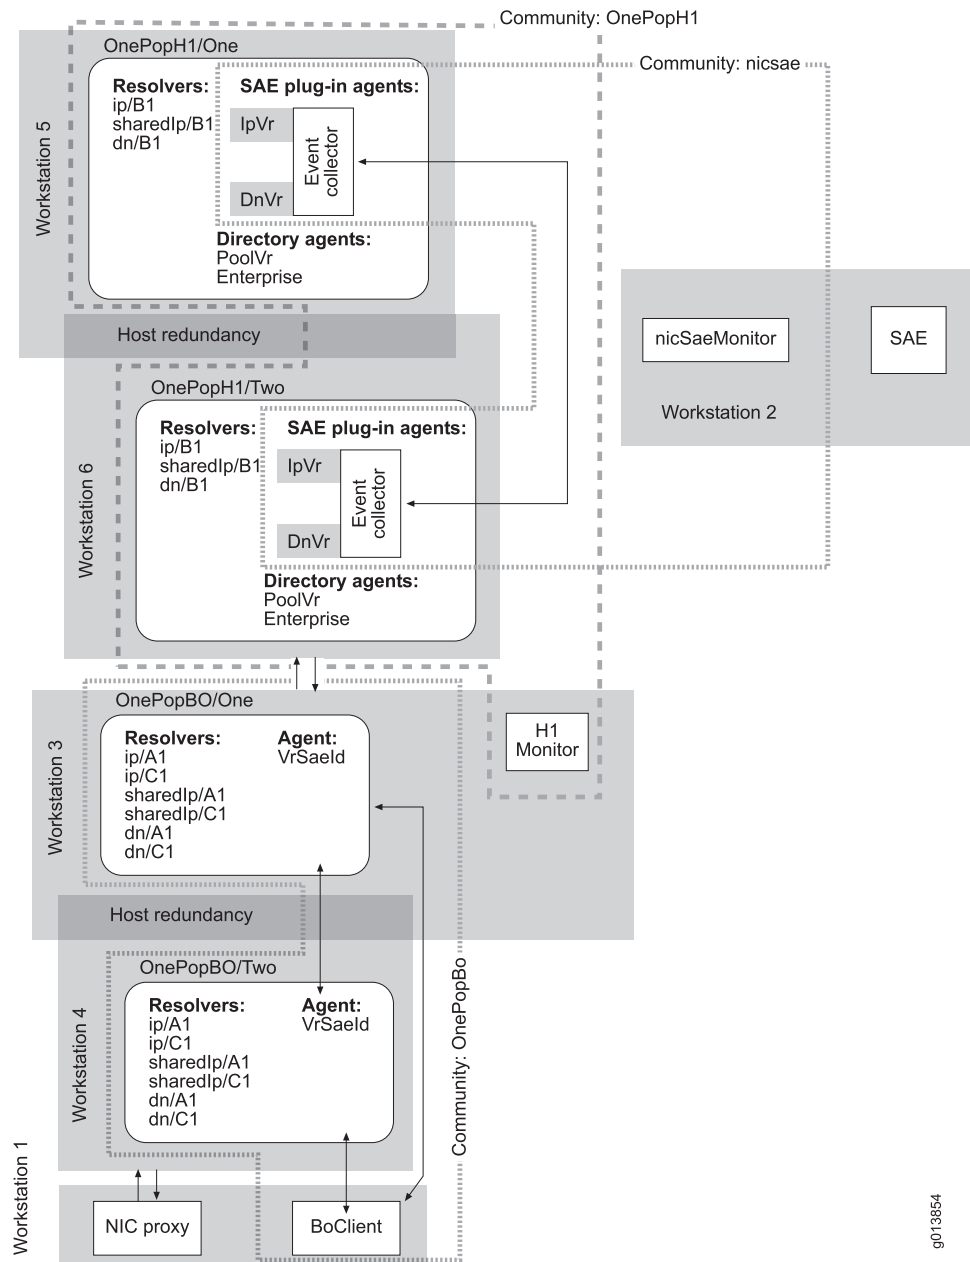 Community: OnePopH1
OnePopH1/One
Community: nicsae
Workstation 5
Resolvers:
ip/B1
sharedIp/B1
dn/B1
SAE plug-in agents:
IpVr
DnVr
Event
collector
Directory agents:
PoolVr
Enterprise
Host redundancy
nicSaeMonitor
SAE
Workstation 2
OnePopH1/Two
Workstation 6
Resolvers:
ip/B1
sharedIp/B1
dn/B1
SAE plug-in agents:
IpVr
DnVr
Event
collector
Directory agents:
PoolVr
Enterprise
OnePopBO/One
Workstation 3
Resolvers:
ip/A1
ip/C1
sharedIp/A1
sharedIp/C1
dn/A1
dn/C1
Agent:
VrSaeId
H1
Monitor
Host redundancy
OnePopBO/Two
Workstation 4
Resolvers:
ip/A1
ip/C1
sharedIp/A1
sharedIp/C1
dn/A1
dn/C1
Agent:
VrSaeId
Community: OnePopBo
Workstation 1
NIC proxy
BoClient
g013854